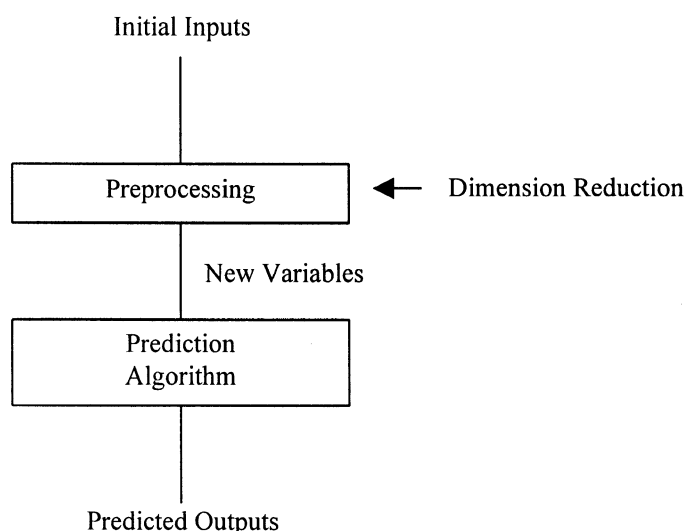 Initial Inputs
Preprocessing
Dimension Reduction
New Variables
Prediction
Algorithm
Predicted Outputs